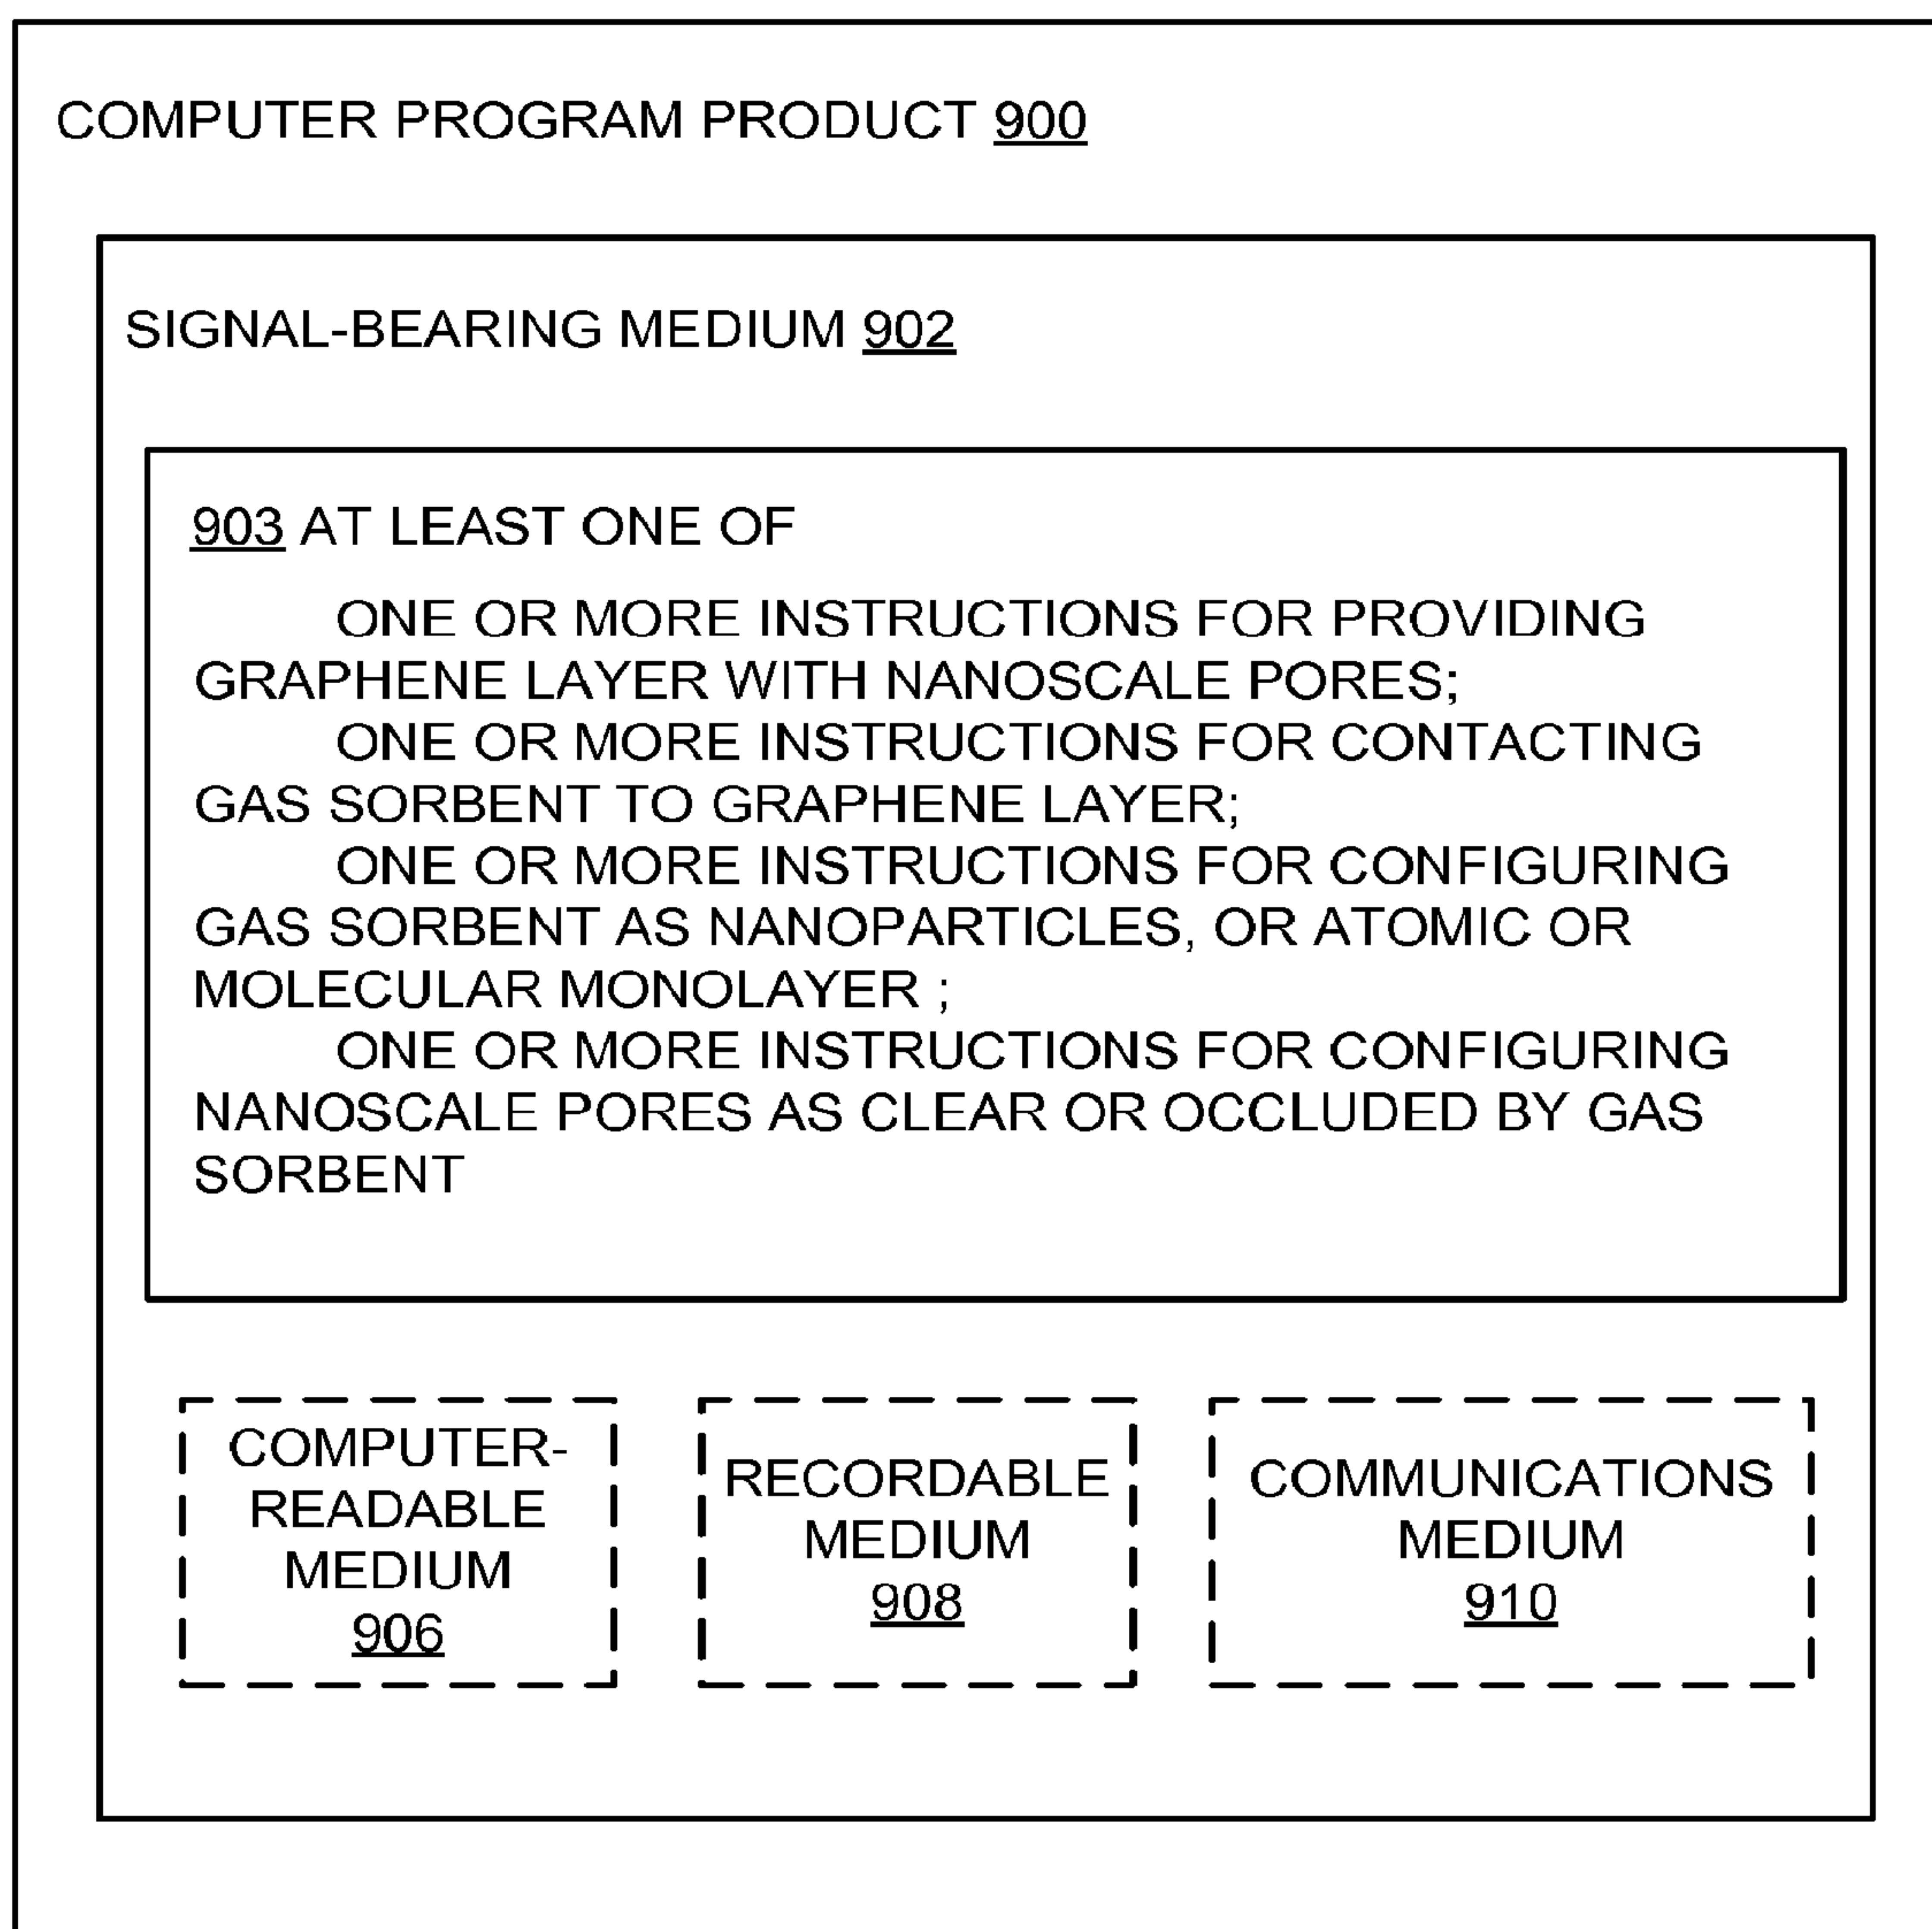 COMPUTER PROGRAM PRODUCT 900
SIGNAL-BEARING MEDIUM 902
903 AT LEAST ONE OF
ONE OR MORE INSTRUCTIONS FOR PROVIDING
GRAPHENE LAYER WITH NANOSCALE PORES;
ONE OR MORE INSTRUCTIONS FOR CONTACTING
GAS SORBENT TO GRAPHENE LAYER;
ONE OR MORE INSTRUCTIONS FOR CONFIGURING
GAS SORBENT AS NANOPARTICLES, OR ATOMIC OR
MOLECULAR MONOLAYER ;
ONE OR MORE INSTRUCTIONS FOR CONFIGURING
NANOSCALE PORES AS CLEAR OR OCCLUDED BY GAS
SORBENT
COMPUTER-
READABLE
MEDIUM
906
RECORDABLE
MEDIUM
908
COMMUNICATIONS
MEDIUM
910